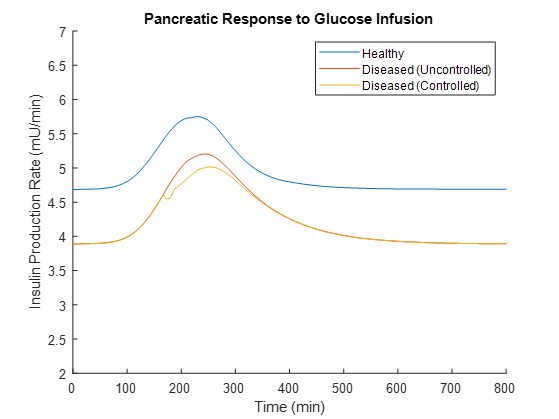 Pancreatic Response to Glucose Infusion
7
6.5
6
5.5
5
4.5
4
3.5
3
2.5
2
Insulin Production Rate (mU/min)
Healthy
Diseased (Uncontrolled)
Diseased (Controlled)
0 100 200 300 400 500 600 700 800
Time (min)